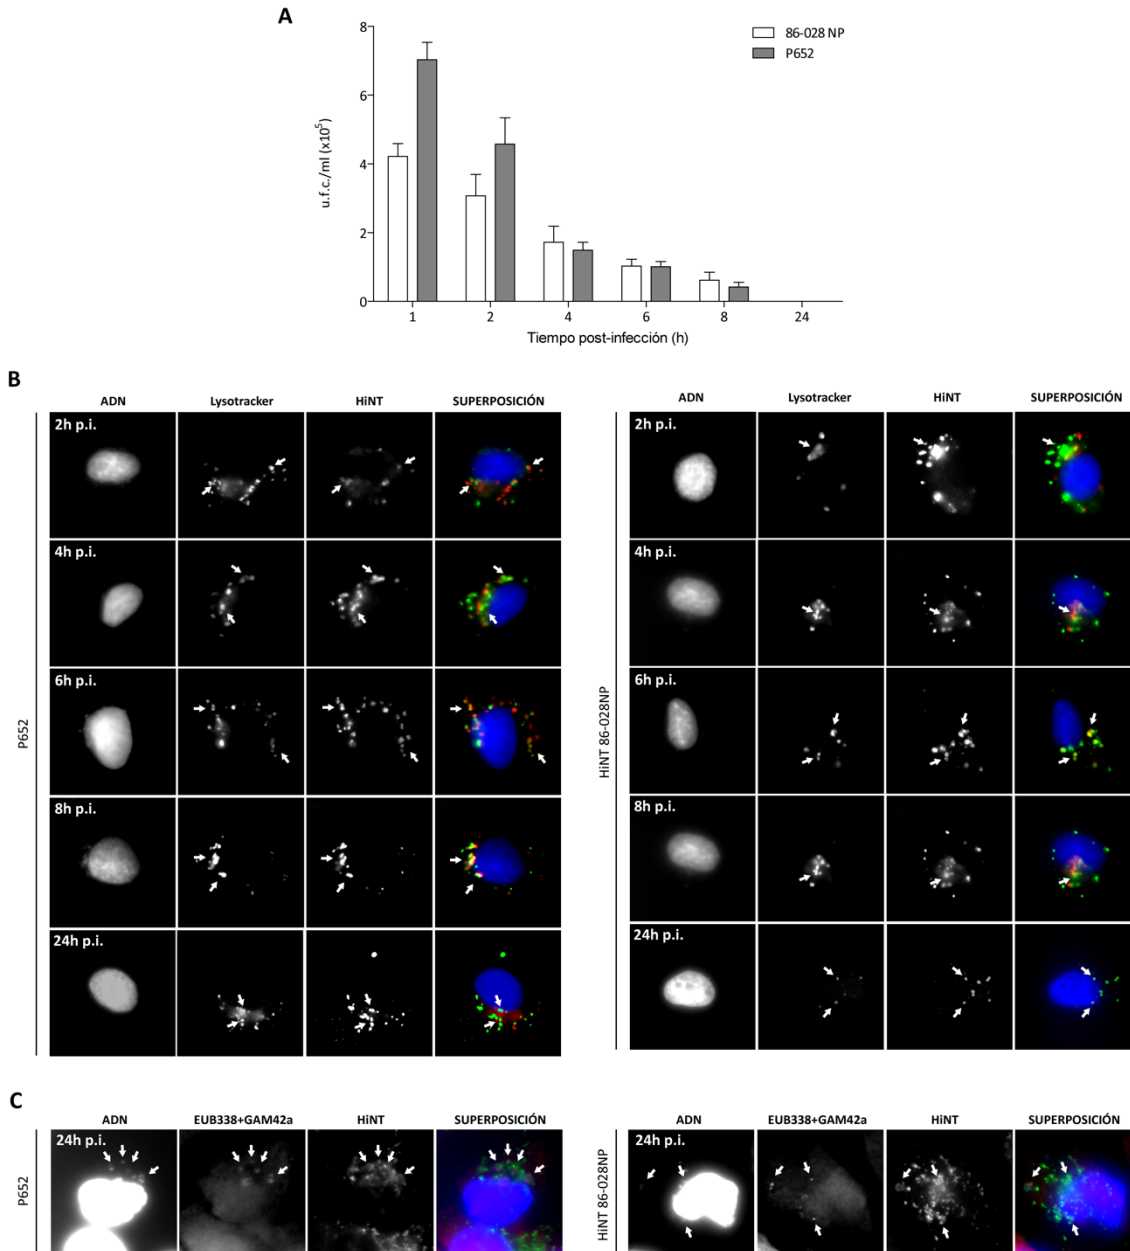 A
8
6
4
2
0
u.f.c./ml (x10⁵)
86-028 NP
P652
1 2 4 6 8 24
Tiempo post-infección (h)
B
ADN Lysotracker HiNT SUPERPOSICIÓN
P652
2h p.i.
4h p.i.
6h p.i.
8h p.i.
24h p.i.
ADN Lysotracker HiNT SUPERPOSICIÓN
HiNT 86-028NP
2h p.i.
4h p.i.
6h p.i.
8h p.i.
24h p.i.
C
ADN EUB338+GAM42a HiNT SUPERPOSICIÓN
P652
24h p.i.
ADN EUB338+GAM42a HiNT SUPERPOSICIÓN
HiNT 86-028NP
24h p.i.